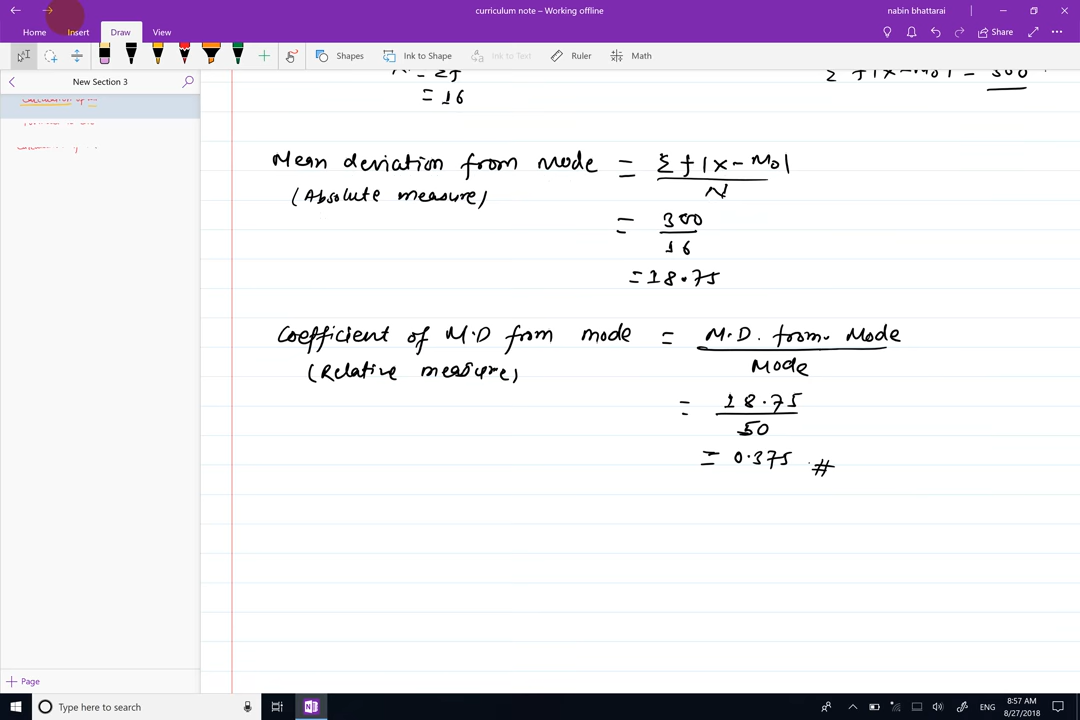 curriculum note – Working offline
nabin bhattarai
Home Insert Draw View
Share
Shapes Ink to Shape Ink to Text Ruler Math
New Section 3
= 16
Σ f|x-Mo| = 300
Mean deviation from mode = Σ f|x-Mo|
(Absolute measure) N
= 300
16
= 18.75
Coefficient of M.D from mode = M.D. from Mode
(Relative measure) Mode
= 18.75
50
= 0.375 #
+ Page
Type here to search
8:57 AM
ENG
8/27/2018